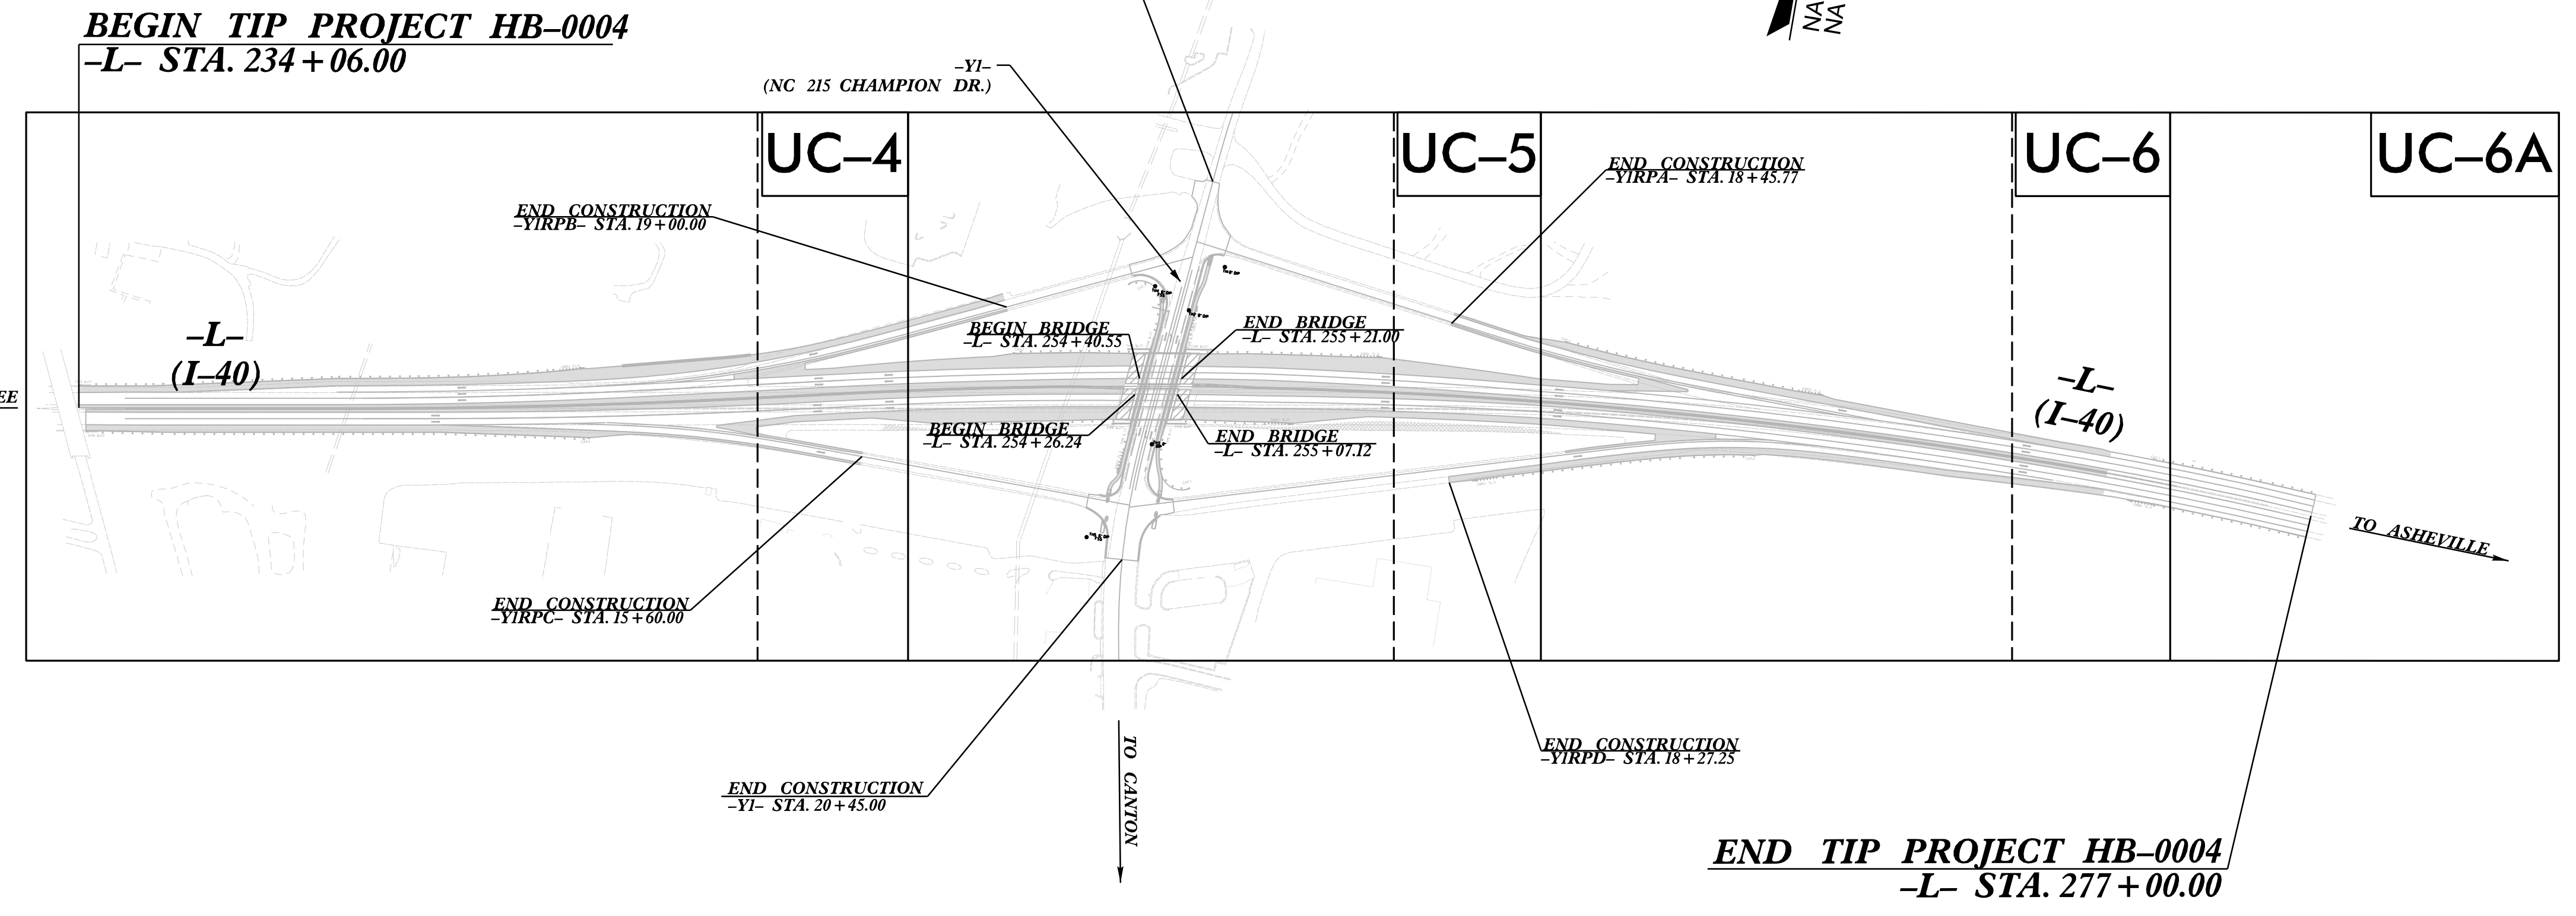 BEGIN TIP PROJECT HB–0004
–L– STA. 234+06.00
NA
NA
–Y1–
(NC 215 CHAMPION DR.)
UC–4
UC–5
UC–6
UC–6A
END CONSTRUCTION
–Y1RPA– STA. 18+45.77
END CONSTRUCTION
–Y1RPB– STA. 19+00.00
–L–
(I–40)
BEGIN BRIDGE
–L– STA. 254+40.55
END BRIDGE
–L– STA. 255+21.00
EE
–L–
(I–40)
BEGIN BRIDGE
–L– STA. 254+26.24
END BRIDGE
–L– STA. 255+07.12
TO ASHEVILLE
END CONSTRUCTION
–Y1RPC– STA. 15+60.00
END CONSTRUCTION
–Y1RPD– STA. 18+27.25
TO CANTON
END CONSTRUCTION
–Y1– STA. 20+45.00
END TIP PROJECT HB–0004
–L– STA. 277+00.00